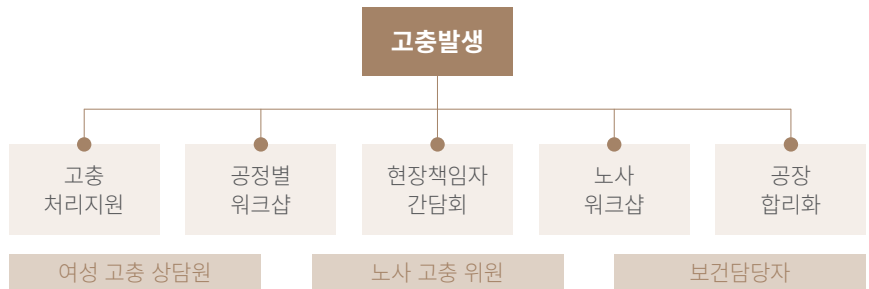 고충발생
고충
처리지원
공정별
워크샵
현장책임자
간담회
노사
워크샵
공장
합리화
여성 고충 상담원
노사 고충 위원
보건담당자